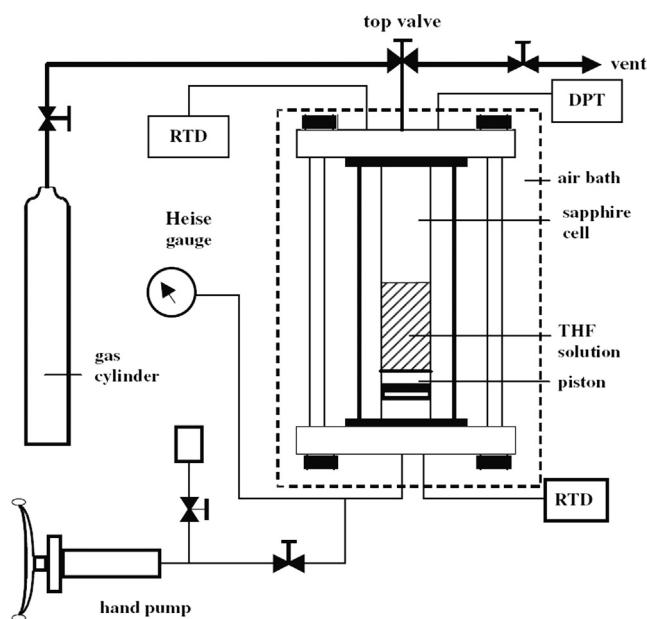 top valve
vent
DPT
RTD
air bath
Heise
gauge
sapphire
cell
THF
solution
gas
cylinder
piston
RTD
hand pump